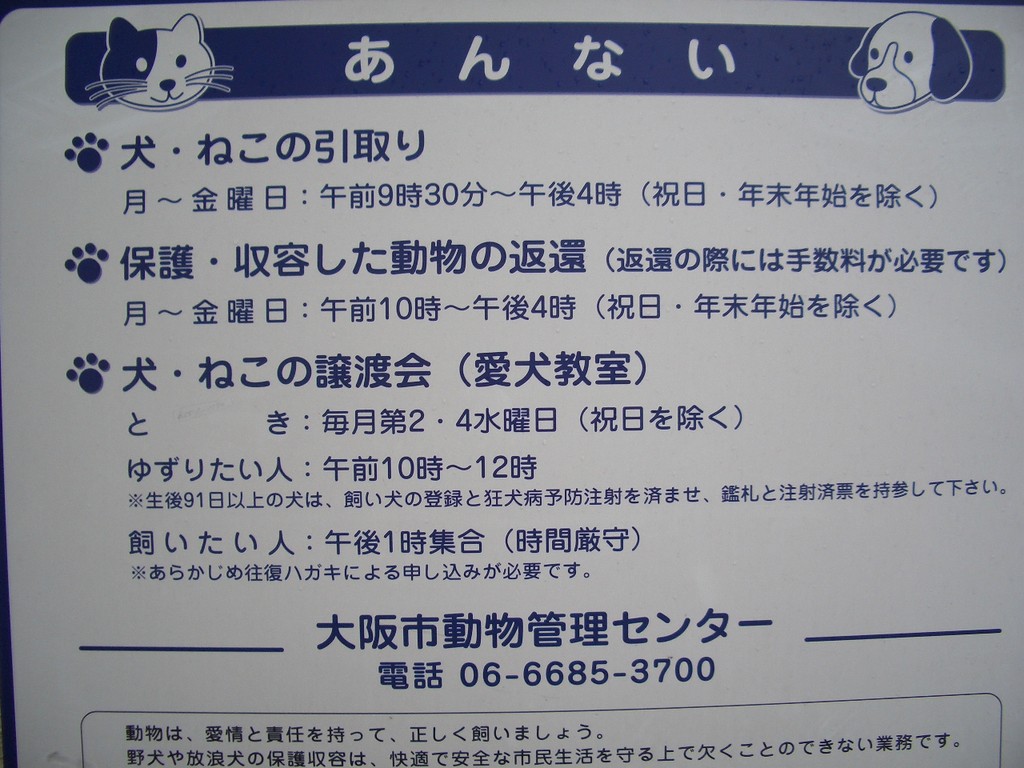 あんない
犬・ねこの引取り
月～金曜日：午前9時30分～午後4時（祝日・年末年始を除く）
保護・収容した動物の返還（返還の際には手数料が必要です）
月～金曜日：午前10時～午後4時（祝日・年末年始を除く）
犬・ねこの譲渡会（愛犬教室）
とき：毎月第2・4水曜日（祝日を除く）
ゆずりたい人：午前10時～12時
※生後91日以上の犬は、飼い犬の登録と狂犬病予防注射を済ませ、鑑札と注射済票を持参して下さい。
飼いたい人：午後1時集合（時間厳守）
※あらかじめ往復ハガキによる申し込みが必要です。
大阪市動物管理センター
電話 06-6685-3700
動物は、愛情と責任を持って、正しく飼いましょう。
野犬や放浪犬の保護収容は、快適で安全な市民生活を守る上で欠くことのできない業務です。